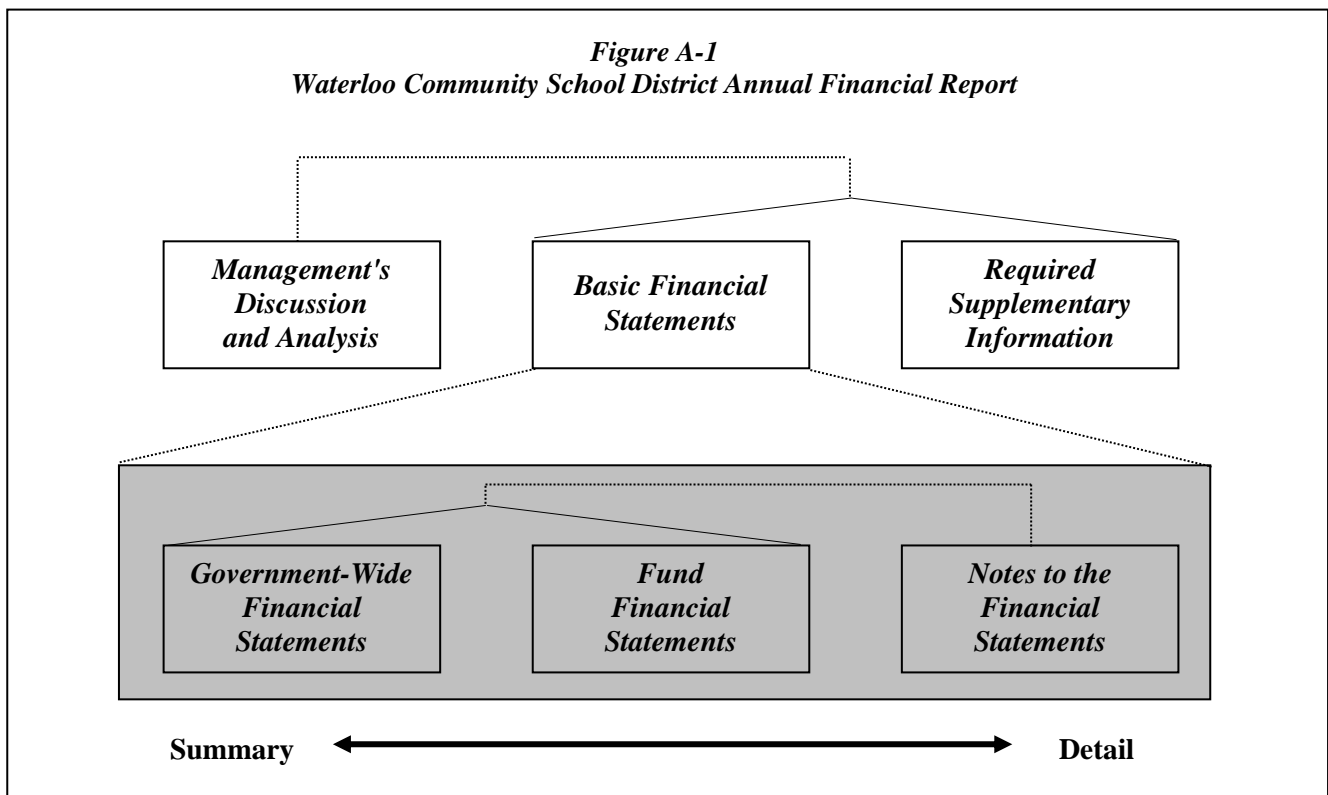 Figure A-1
Waterloo Community School District Annual Financial Report
Management's
Discussion
and Analysis
Basic Financial
Statements
Required
Supplementary
Information
Government-Wide
Financial
Statements
Fund
Financial
Statements
Notes to the
Financial
Statements
Summary
Detail